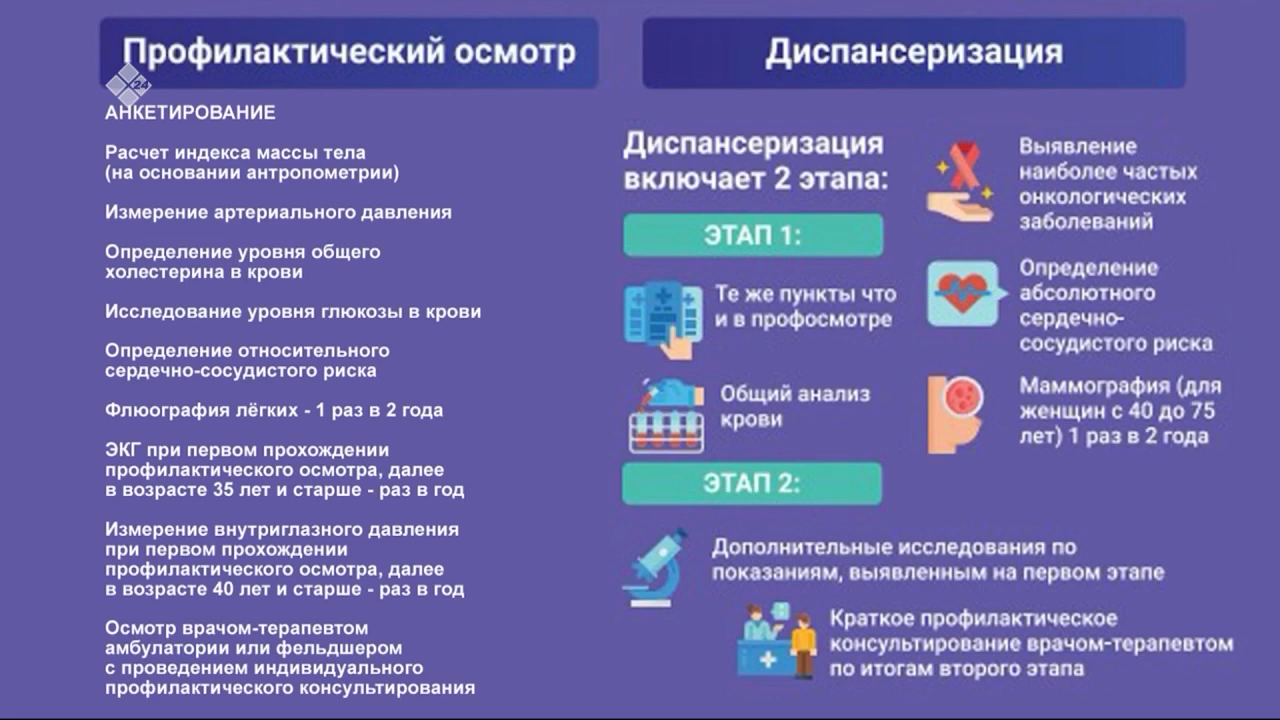 Профилактический осмотр
Х24
АНКЕТИРОВАНИЕ
Расчет индекса массы тела
(на основании антропометрии)
Измерение артериального давления
Определение уровня общего
холестерина в крови
Исследование уровня глюкозы в крови
Определение относительного
сердечно-сосудистого риска
Флюография лёгких - 1 раз в 2 года
ЭКГ при первом прохождении
профилактического осмотра, далее
в возрасте 35 лет и старше - раз в год
Измерение внутриглазного давления
при первом прохождении
профилактического осмотра, далее
в возрасте 40 лет и старше - раз в год
Осмотр врачом-терапевтом
амбулатории или фельдшером
с проведением индивидуального
профилактического консультирования
Диспансеризация
Диспансеризация
включает 2 этапа:
ЭТАП 1:
Те же пункты что
и в профосмотре
Общий анализ
крови
Выявление
наиболее частых
онкологических
заболеваний
Определение
абсолютного
сердечно-
сосудистого риска
Маммография (для
женщин с 40 до 75
лет) 1 раз в 2 года
ЭТАП 2:
Дополнительные исследования по
показаниям, выявленным на первом этапе
Краткое профилактическое
консультирование врачом-терапевтом
по итогам второго этапа